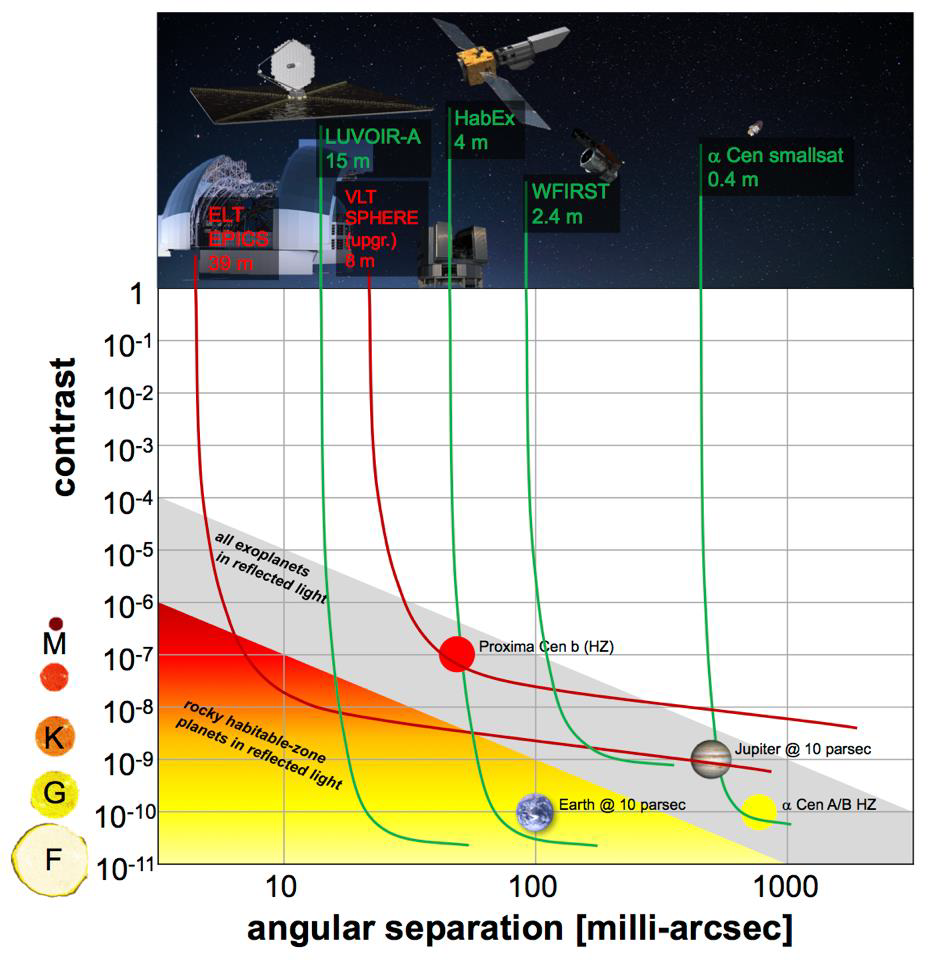 LUVOIR-A
15 m
HabEx
4 m
α Cen smallsat
0.4 m
WFIRST
2.4 m
VLT
SPHERE
(upgr.)
8 m
ELT
EPICS
39 m
1
10-1
10-2
10-3
10-4
10-5
10-6
10-7
10-8
10-9
10-10
10-11
contrast
all exoplanets
in reflected light
rocky habitable-zone
planets in reflected light
Proxima Cen b (HZ)
Jupiter @ 10 parsec
Earth @ 10 parsec
α Cen A/B HZ
M
K
G
F
10
100
1000
angular separation [milli-arcsec]